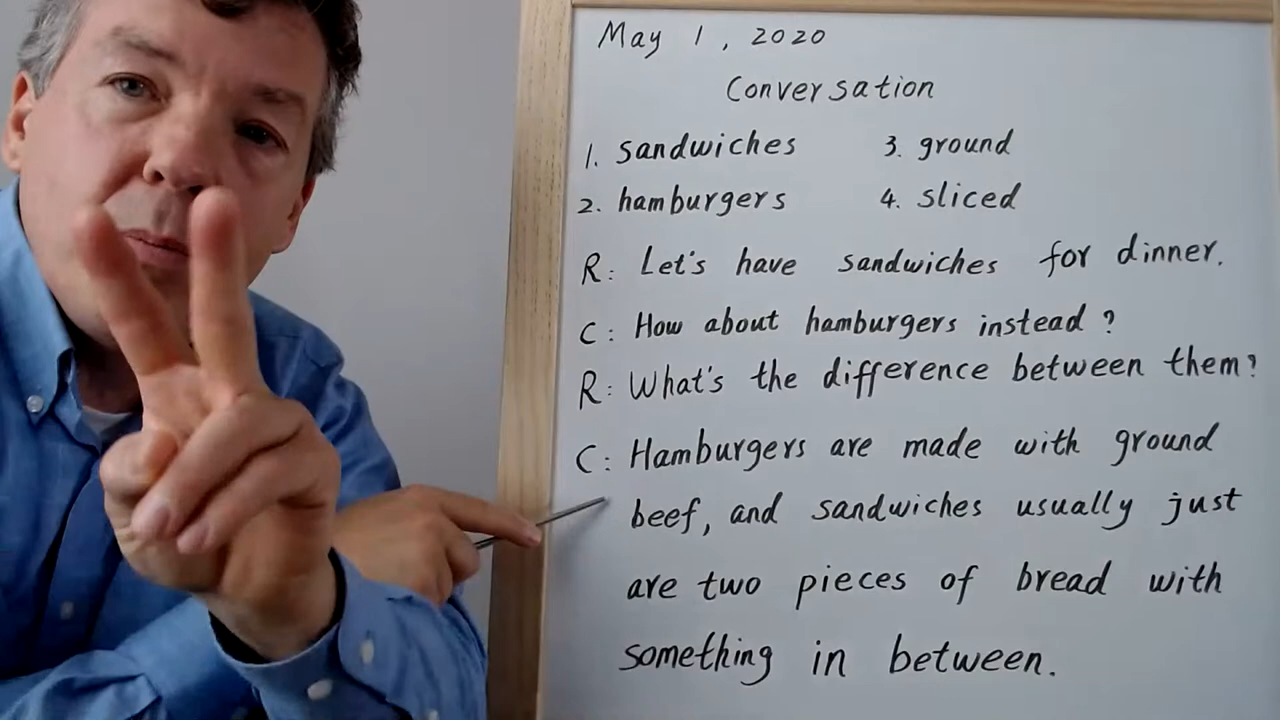 May 1, 2020
Conversation
1. sandwiches 3. ground
2. hamburgers 4. sliced
R: Let's have sandwiches for dinner.
C: How about hamburgers instead?
R: What's the difference between them?
C: Hamburgers are made with ground
beef, and sandwiches usually just
are two pieces of bread with
something in between.